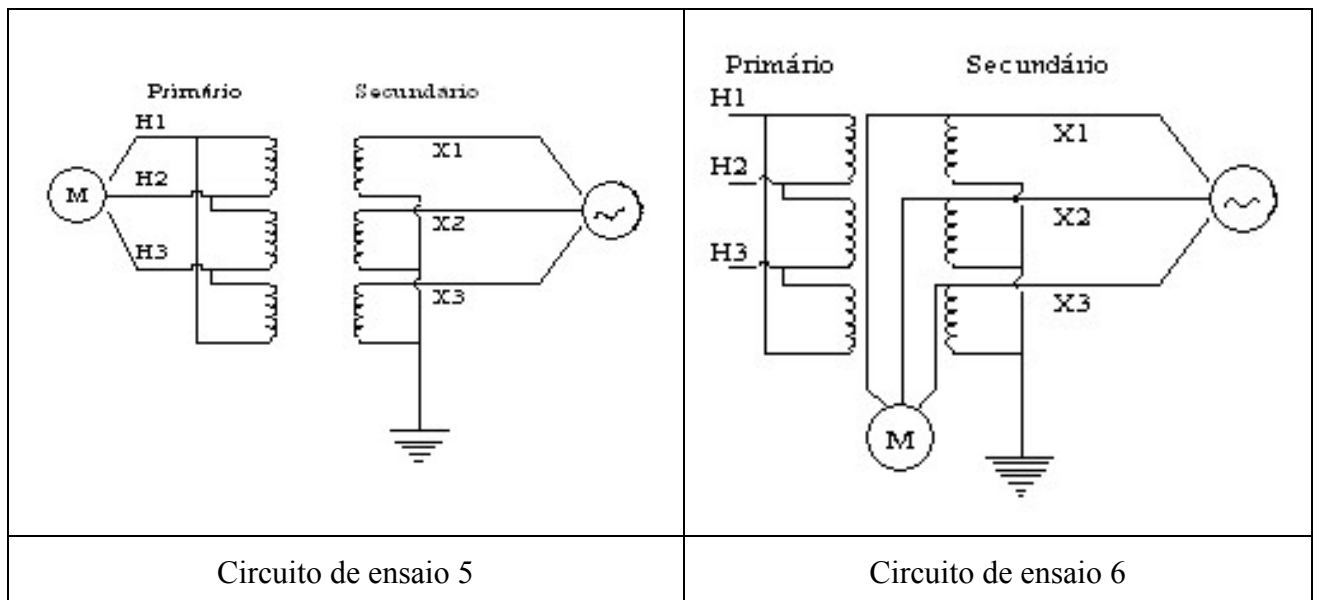 Primário
Secundário
H1
H2
H3
M
X1
X2
X3
Circuito de ensaio 5
Primário
Secundário
H1
H2
H3
M
X1
X2
X3
Circuito de ensaio 6